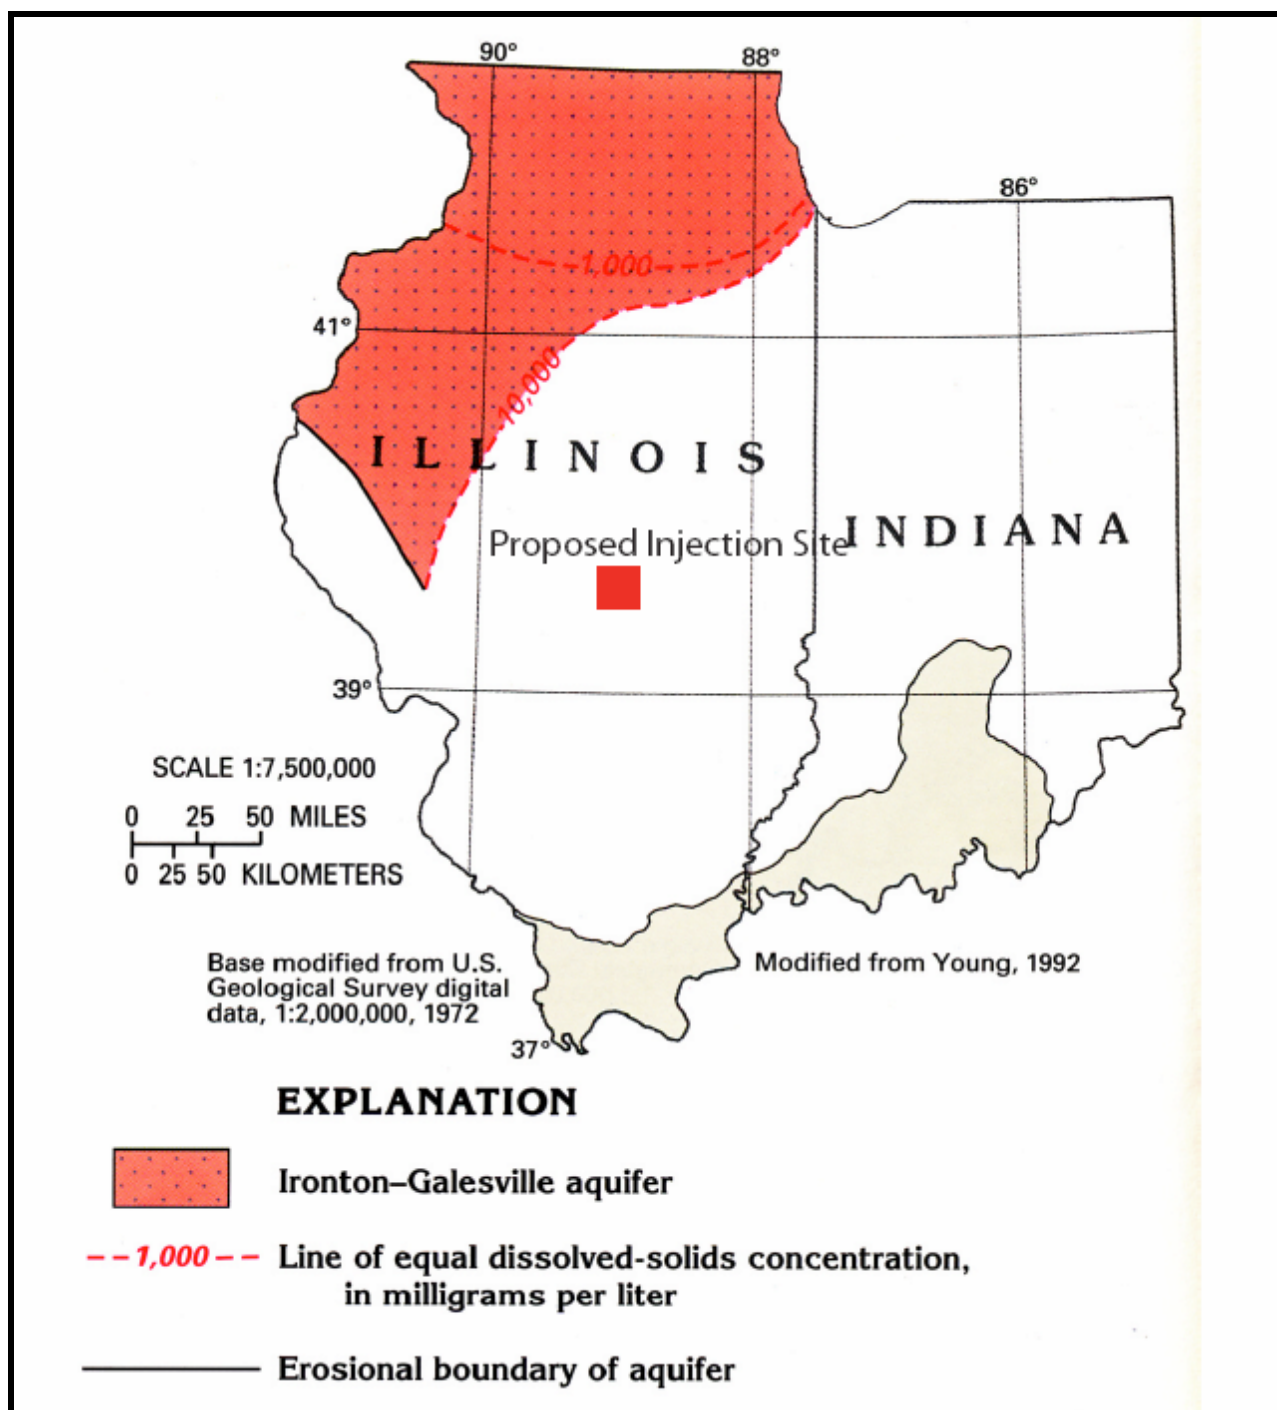 90°
88°
86°
1,000
41°
10,000
ILLINOIS
INDIANA
Proposed Injection Site
39°
SCALE 1:7,500,000
0 25 50 MILES
0 25 50 KILOMETERS
Base modified from U.S.
Geological Survey digital
data, 1:2,000,000, 1972
Modified from Young, 1992
37°
EXPLANATION
Ironton–Galesville aquifer
1,000
Line of equal dissolved-solids concentration,
in milligrams per liter
Erosional boundary of aquifer